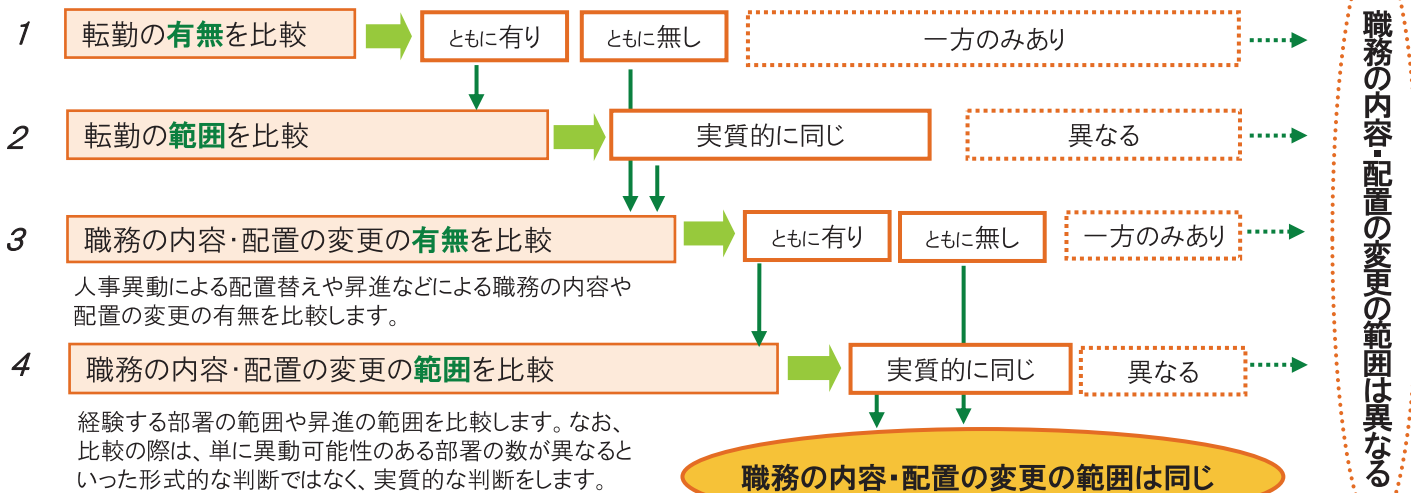 1 転勤の有無を比較 ともに有り ともに無し 一方のみあり
2 転勤の範囲を比較 実質的に同じ 異なる
3 職務の内容・配置の変更の有無を比較 ともに有り ともに無し 一方のみあり
人事異動による配置替えや昇進などによる職務の内容や
配置の変更の有無を比較します。
4 職務の内容・配置の変更の範囲を比較 実質的に同じ 異なる
経験する部署の範囲や昇進の範囲を比較します。なお、
比較の際は、単に異動可能性のある部署の数が異なると
いった形式的な判断ではなく、実質的な判断をします。
職務の内容・配置の変更の範囲は同じ
職務の内容・配置の変更の範囲は異なる